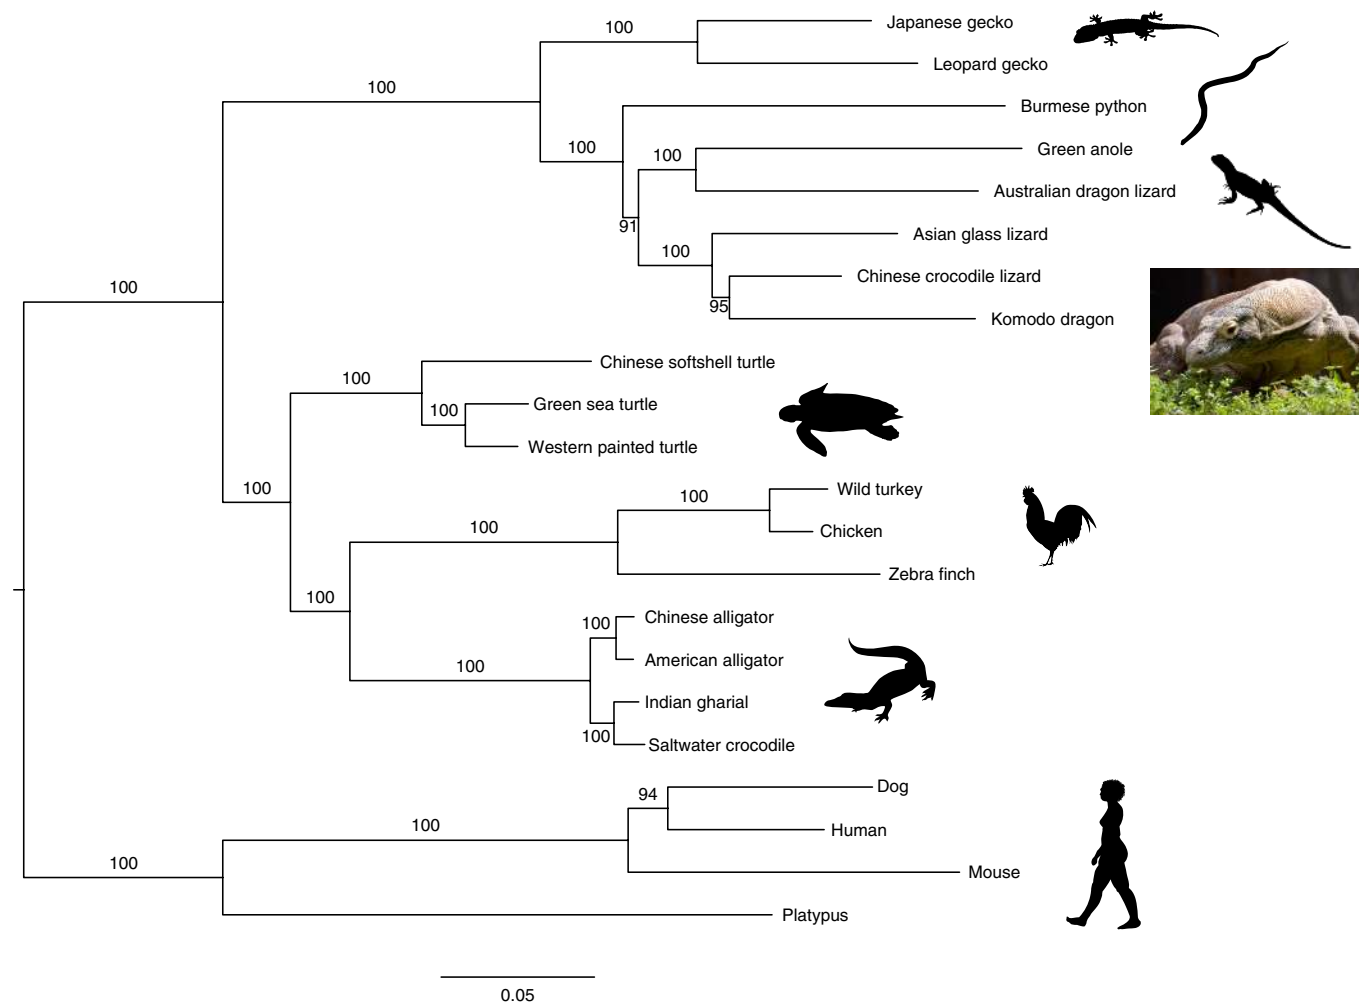 100
Japanese gecko
Leopard gecko
100
Burmese python
100
100
Green anole
Australian dragon lizard
91
Asian glass lizard
100
Chinese crocodile lizard
95
Komodo dragon
100
Chinese softshell turtle
100
100
Green sea turtle
Western painted turtle
100
Wild turkey
100
Chicken
100
Zebra finch
100
Chinese alligator
100
American alligator
100
Indian gharial
100
Saltwater crocodile
Dog
94
Human
100
Mouse
100
Platypus
0.05